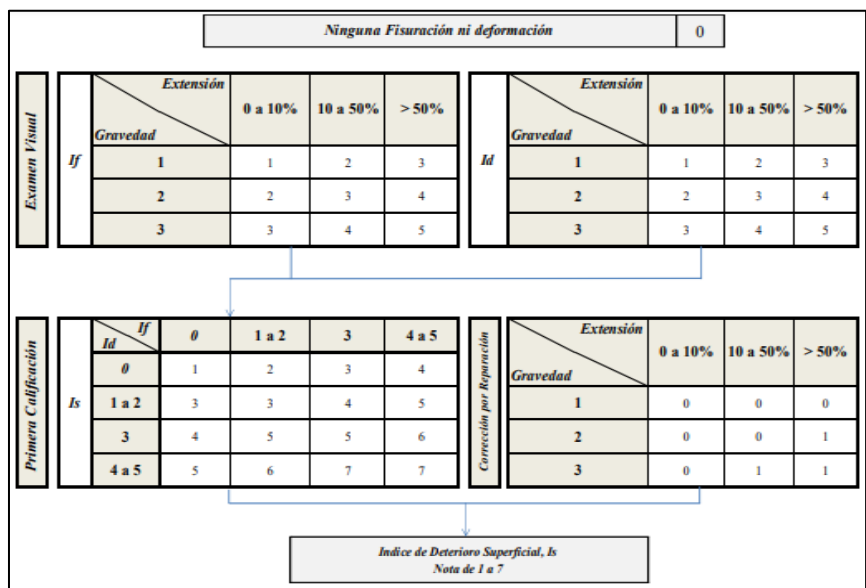 Ninguna Fisuración ni deformación 0
Examen Visual
If
Extensión
Gravedad
0 a 10% 10 a 50% > 50%
1 1 2 3
2 2 3 4
3 3 4 5
Id
Extensión
Gravedad
0 a 10% 10 a 50% > 50%
1 1 2 3
2 2 3 4
3 3 4 5
Primera Calificación
Is
If
Id
0 1 a 2 3 4 a 5
0 1 2 3 4
1 a 2 3 3 4 5
3 4 5 5 6
4 a 5 5 6 7 7
Corrección por Reparación
Extensión
Gravedad
0 a 10% 10 a 50% > 50%
1 0 0 0
2 0 0 1
3 0 1 1
Indice de Deterioro Superficial, Is
Nota de 1 a 7